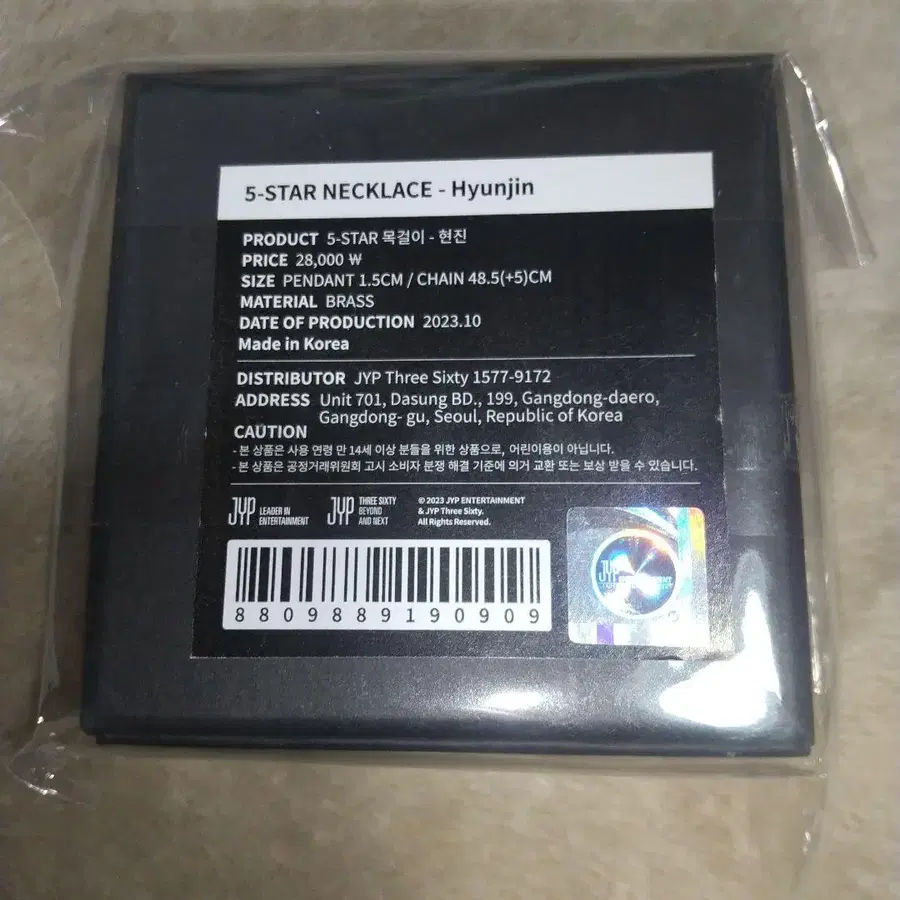 5-STAR NECKLACE - Hyunjin
PRODUCT 5-STAR 목걸이 - 현진
PRICE 28,000 ₩
SIZE PENDANT 1.5CM / CHAIN 48.5(+5)CM
MATERIAL BRASS
DATE OF PRODUCTION 2023.10
Made in Korea
DISTRIBUTOR JYP Three Sixty 1577-9172
ADDRESS Unit 701, Dasung BD., 199, Gangdong-daero,
Gangdong- gu, Seoul, Republic of Korea
CAUTION
- 본 상품은 사용 연령 만 14세 이상 분들을 위한 상품으로, 어린이용이 아닙니다.
- 본 상품은 공정거래위원회 고시 소비자 분쟁 해결 기준에 의거 교환 또는 보상 받을 수 있습니다.
JYP LEADER IN ENTERTAINMENT
JYP THREE SIXTY BEYOND AND NEXT
© 2023 JYP ENTERTAINMENT
& JYP Three Sixty.
All Rights Reserved.
8809889190909
JYP